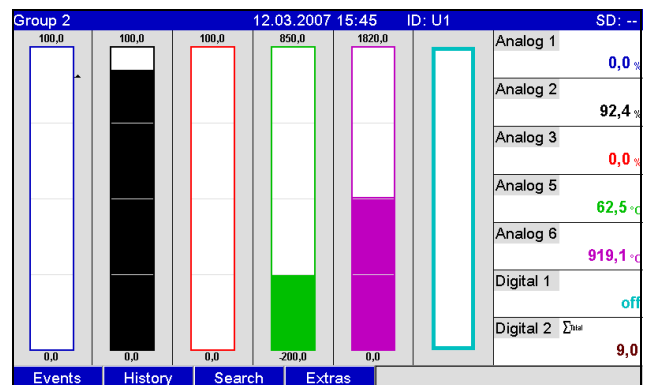 Group 2 12.03.2007 15:45 ID: U1 SD: --
100,0 100,0 100,0 850,0 1820,0
Analog 1
0,0 %
Analog 2
92,4 %
Analog 3
0,0 %
Analog 5
62,5 °C
Analog 6
919,1 °C
Digital 1
off
Digital 2 ΣTotal
9,0
0,0 0,0 0,0 -200,0 0,0
Events History Search Extras